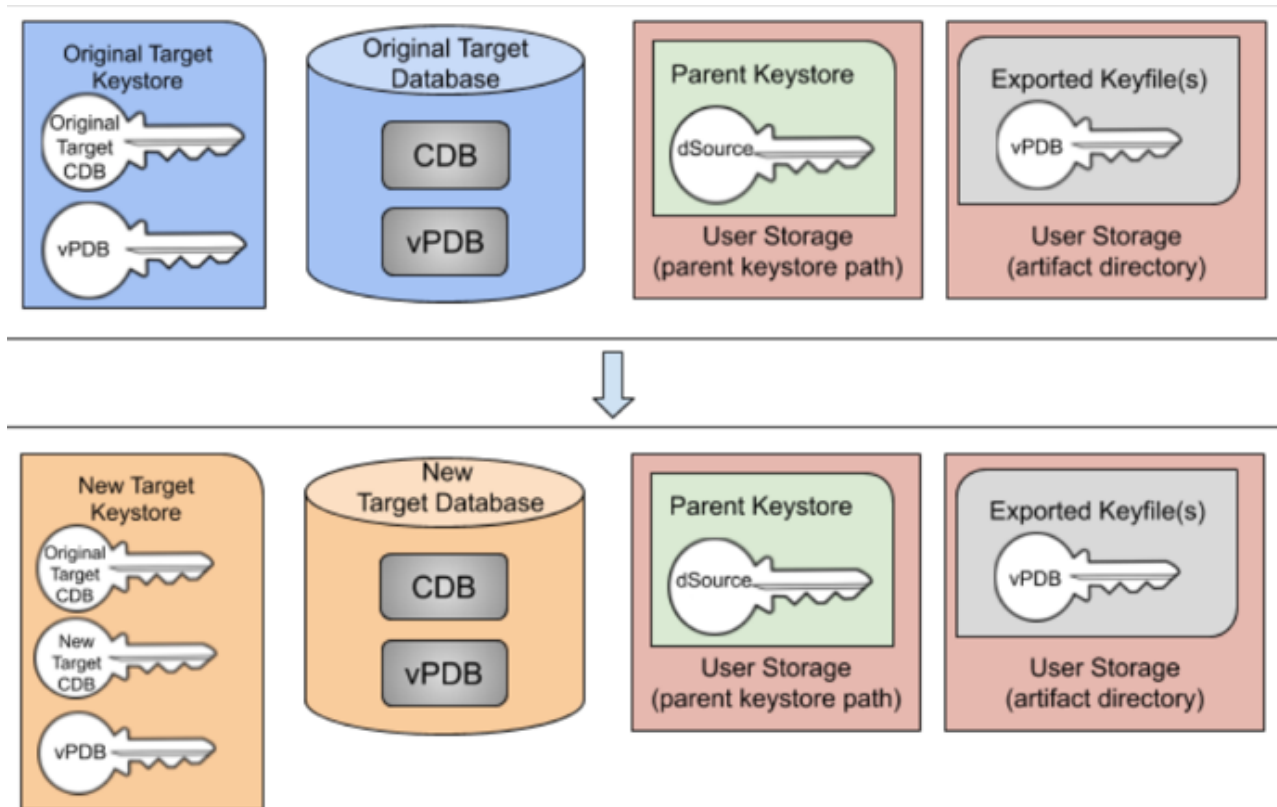 Original Target
Keystore
Original
Target
CDB
vPDB
Original Target
Database
CDB
vPDB
Parent Keystore
dSource
User Storage
(parent keystore path)
Exported Keyfile(s)
vPDB
User Storage
(artifact directory)
New Target
Keystore
Original
Target
CDB
New
Target
CDB
vPDB
New
Target Database
CDB
vPDB
Parent Keystore
dSource
User Storage
(parent keystore path)
Exported Keyfile(s)
vPDB
User Storage
(artifact directory)